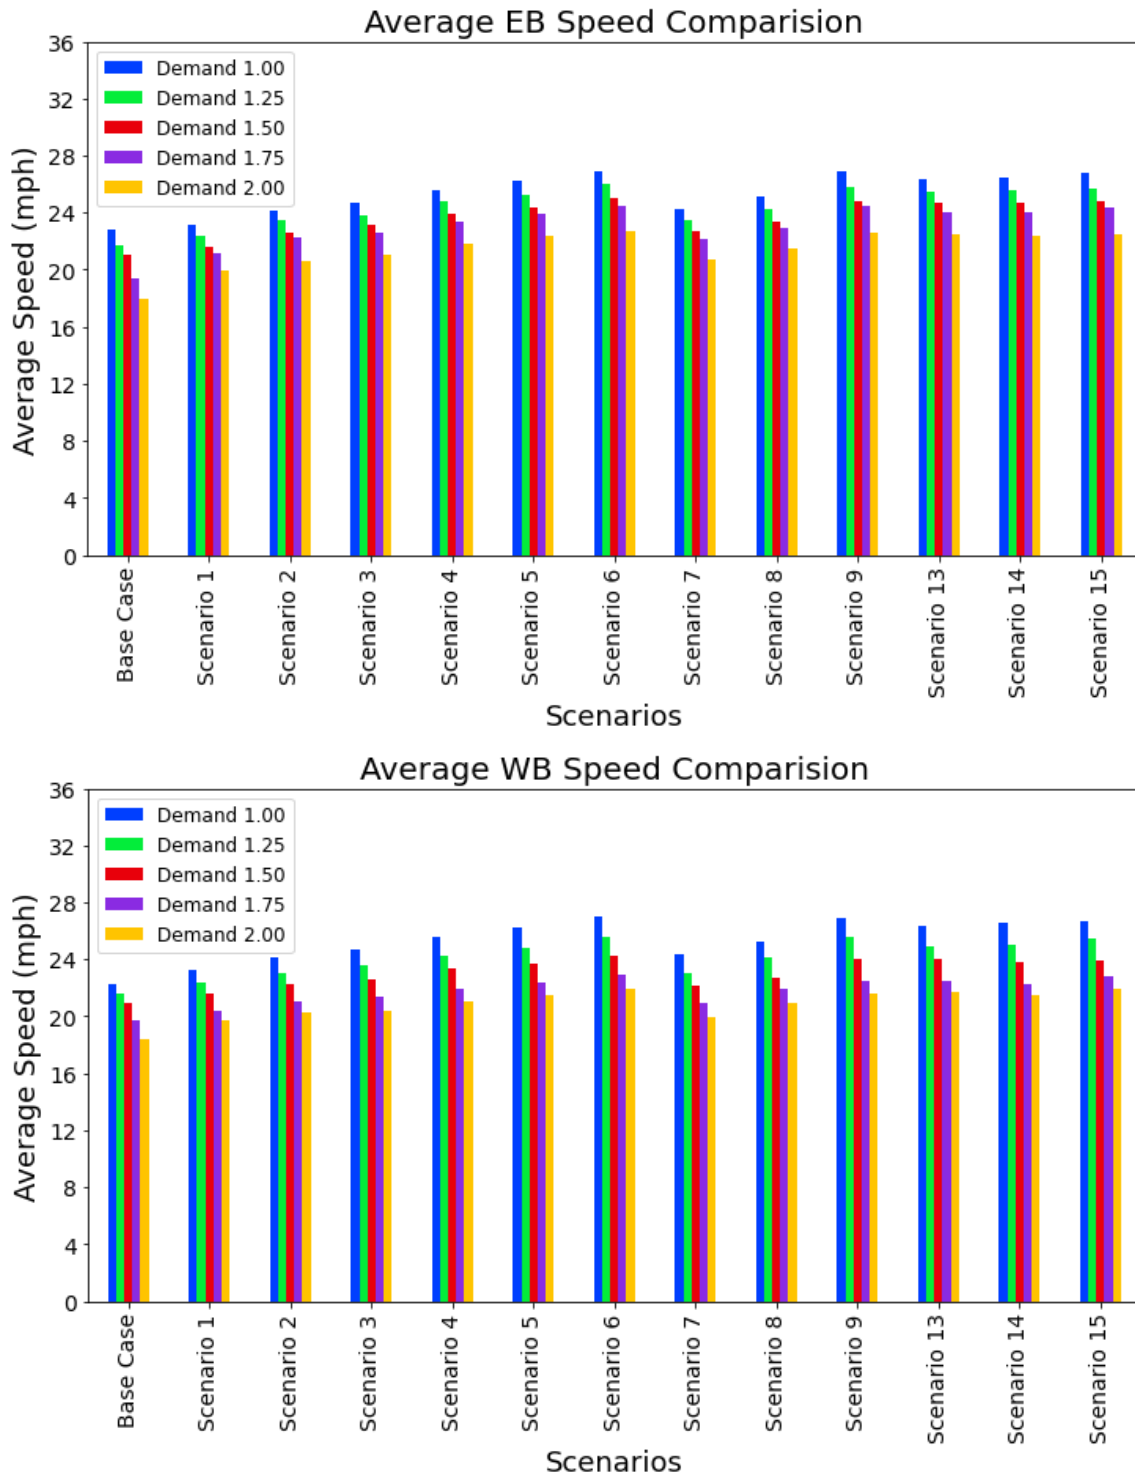 Average EB Speed Comparision
36
32
28
24
20
16
12
8
4
0
Average Speed (mph)
Demand 1.00
Demand 1.25
Demand 1.50
Demand 1.75
Demand 2.00
Base Case
Scenario 1
Scenario 2
Scenario 3
Scenario 4
Scenario 5
Scenario 6
Scenario 7
Scenario 8
Scenario 9
Scenario 13
Scenario 14
Scenario 15
Scenarios
Average WB Speed Comparision
36
32
28
24
20
16
12
8
4
0
Average Speed (mph)
Demand 1.00
Demand 1.25
Demand 1.50
Demand 1.75
Demand 2.00
Base Case
Scenario 1
Scenario 2
Scenario 3
Scenario 4
Scenario 5
Scenario 6
Scenario 7
Scenario 8
Scenario 9
Scenario 13
Scenario 14
Scenario 15
Scenarios